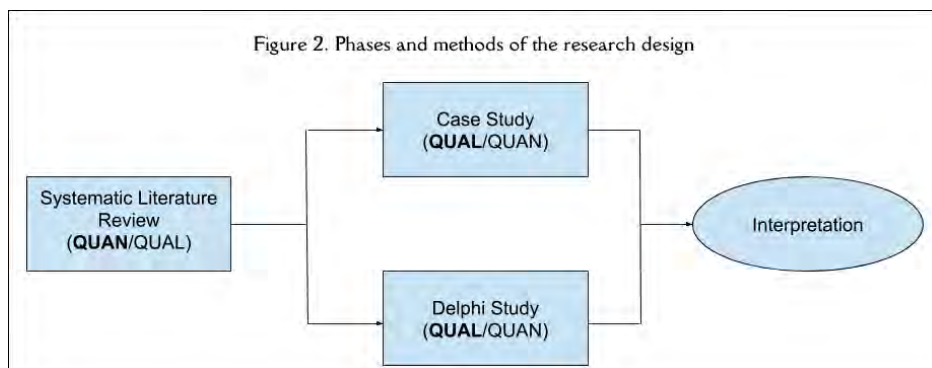 Figure 2. Phases and methods of the research design
Case Study
(QUAL/QUAN)
Systematic Literature
Review
(QUAN/QUAL)
Interpretation
Delphi Study
(QUAL/QUAN)